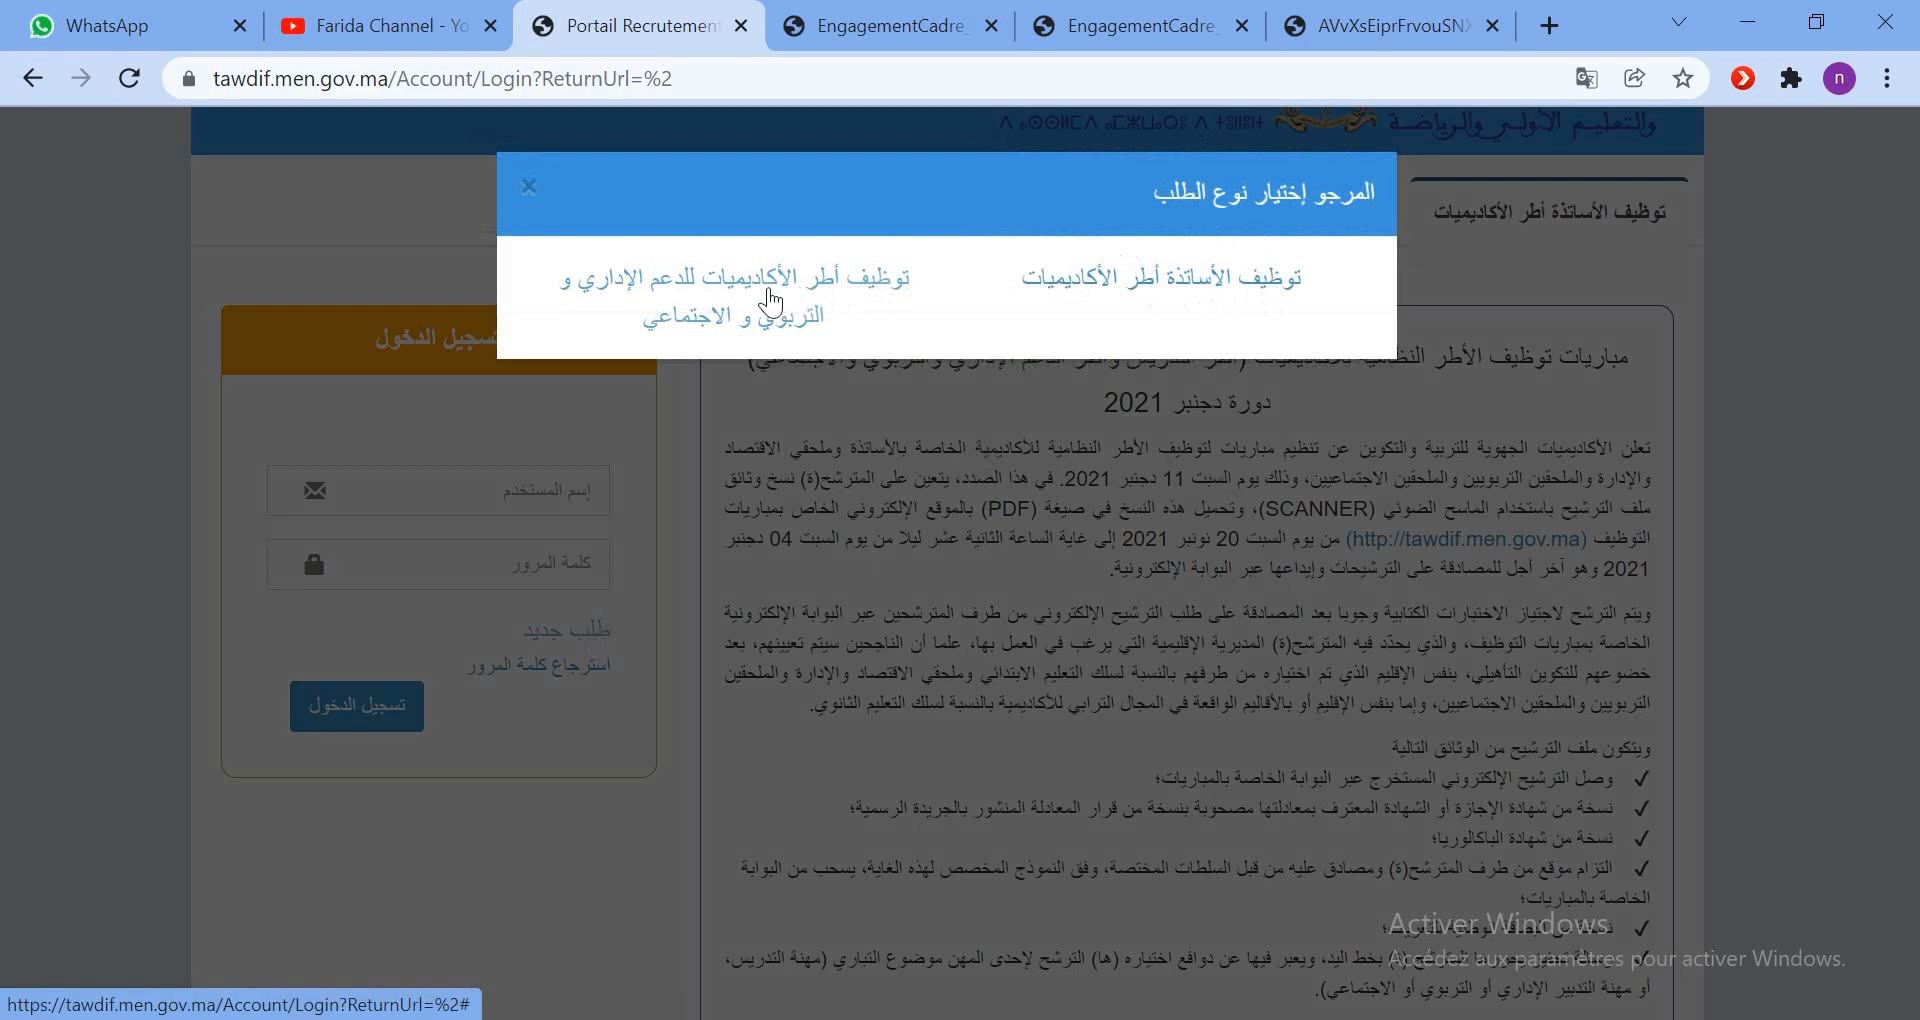 WhatsApp
Farida Channel - Yo
Portail Recrutemen
EngagementCadre_
EngagementCadre_
AVvXsEiprFrvouSNX
tawdif.men.gov.ma/Account/Login?ReturnUrl=%2
والتعليم الأولي والرياضة
المرجو إختيار نوع الطلب
توظيف الأساتذة أطر الأكاديميات
توظيف الأساتذة أطر الأكاديميات
توظيف أطر الأكاديميات للدعم الإداري و
التربوي و الاجتماعي
تسجيل الدخول
إسم المستخدم
كلمة المرور
طلب جديد
استرجاع كلمة المرور
تسجيل الدخول
مباريات توظيف الأطر النظامية للأكاديميات (أطر التدريس وأطر الدعم الإداري والتربوي والاجتماعي)
دورة دجنبر 2021
تعلن الأكاديميات الجهوية للتربية والتكوين عن تنظيم مباريات لتوظيف الأطر النظامية للأكاديمية الخاصة بالأساتذة وملحقي الاقتصاد
والإدارة والملحقين التربويين والملحقين الاجتماعيين، وذلك يوم السبت 11 دجنبر 2021. في هذا الصدد، يتعين على المترشح(ة) نسخ وثائق
ملف الترشيح باستخدام الماسح الضوئي (SCANNER)، وتحميل هذه النسخ في صيغة (PDF) بالموقع الإلكتروني الخاص بمباريات
التوظيف (http://tawdif.men.gov.ma) من يوم السبت 20 نونبر 2021 إلى غاية الساعة الثانية عشر ليلا من يوم السبت 04 دجنبر
2021 وهو آخر أجل للمصادقة على الترشيحات وإيداعها عبر البوابة الإلكترونية.
ويتم الترشح لاجتياز الاختبارات الكتابية وجوبا بعد المصادقة على طلب الترشيح الإلكتروني من طرف المترشحين عبر البوابة الإلكترونية
الخاصة بمباريات التوظيف، والذي يحدّد فيه المترشح(ة) المديرية الإقليمية التي يرغب في العمل بها، علما أن الناجحين سيتم تعيينهم، بعد
خضوعهم للتكوين التأهيلي، بنفس الإقليم الذي تم اختياره من طرفهم بالنسبة لسلك التعليم الابتدائي وملحقي الاقتصاد والإدارة والملحقين
التربويين والملحقين الاجتماعيين، وإما بنفس الإقليم أو بالأقاليم الواقعة في المجال الترابي للأكاديمية بالنسبة لسلك التعليم الثانوي.
ويتكون ملف الترشيح من الوثائق التالية
✓ وصل الترشيح الإلكتروني المستخرج عبر البوابة الخاصة بالمباريات؛
✓ نسخة من شهادة الإجازة أو الشهادة المعترف بمعادلتها مصحوبة بنسخة من قرار المعادلة المنشور بالجريدة الرسمية؛
✓ نسخة من شهادة الباكالوريا؛
✓ التزام موقع من طرف المترشح(ة) ومصادق عليه من قبل السلطات المختصة، وفق النموذج المخصص لهذه الغاية، يسحب من البوابة
الخاصة بالمباريات؛
✓ نسخة من البطاقة الوطنية للتعريف؛
بخط اليد، ويعبر فيها عن دوافع اختياره (ها) الترشح لإحدى المهن موضوع التباري (مهنة التدريس،
أو مهنة التدبير الإداري أو التربوي أو الاجتماعي).
Activer Windows
Accédez aux paramètres pour activer Windows.
https://tawdif.men.gov.ma/Account/Login?ReturnUrl=%2#